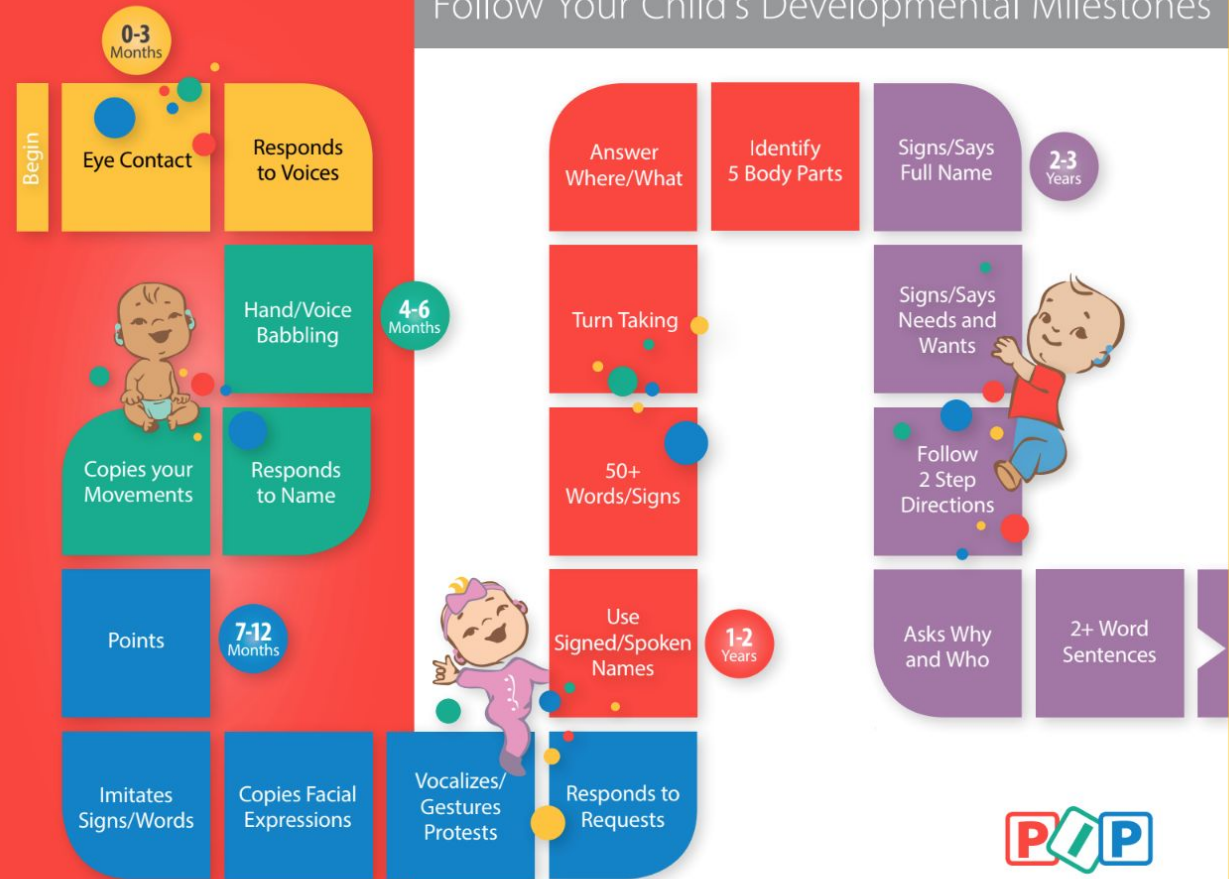 Follow Your Child's Developmental Milestones
0-3
Months
Begin
Eye Contact
Responds
to Voices
Hand/Voice
Babbling
4-6
Months
Responds
to Name
Copies your
Movements
Points
7-12
Months
Imitates
Signs/Words
Copies Facial
Expressions
Vocalizes/
Gestures
Protests
Responds to
Requests
Use
Signed/Spoken
Names
1-2
Years
50+
Words/Signs
Turn Taking
Answer
Where/What
Identify
5 Body Parts
Signs/Says
Full Name
2-3
Years
Signs/Says
Needs and
Wants
Follow
2 Step
Directions
Asks Why
and Who
2+ Word
Sentences
PIP